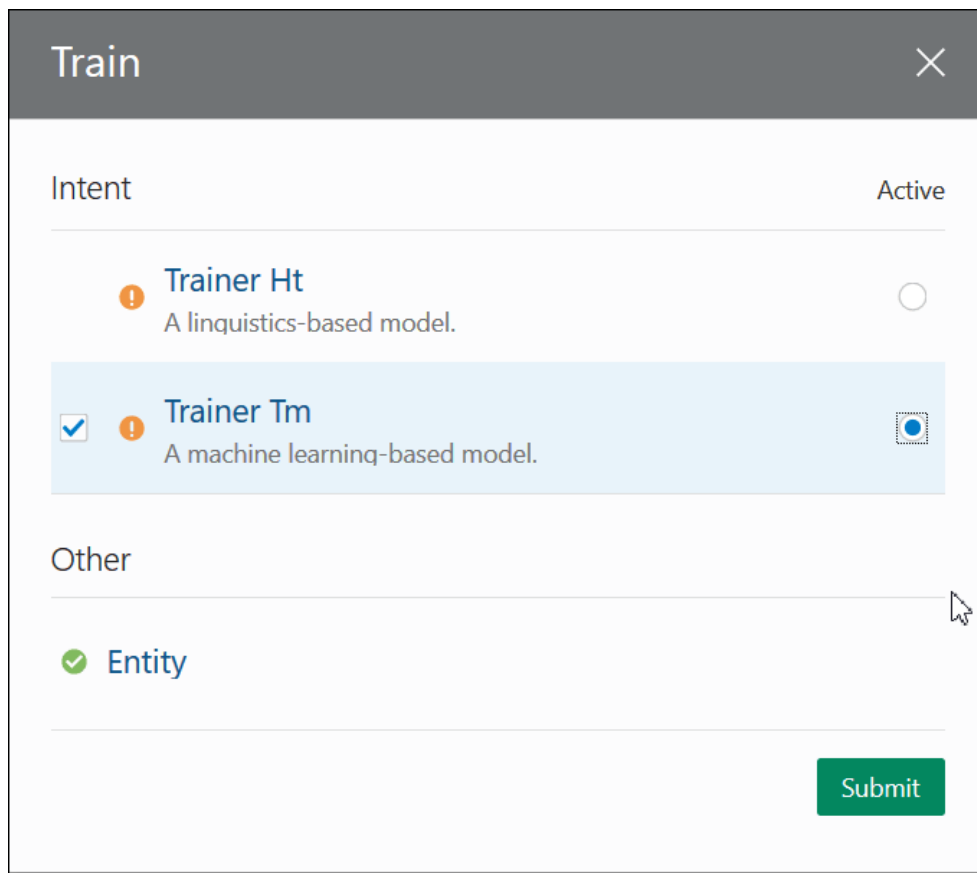 Train
Intent
Active
Trainer Ht
A linguistics-based model.
Trainer Tm
A machine learning-based model.
Other
Entity
Submit